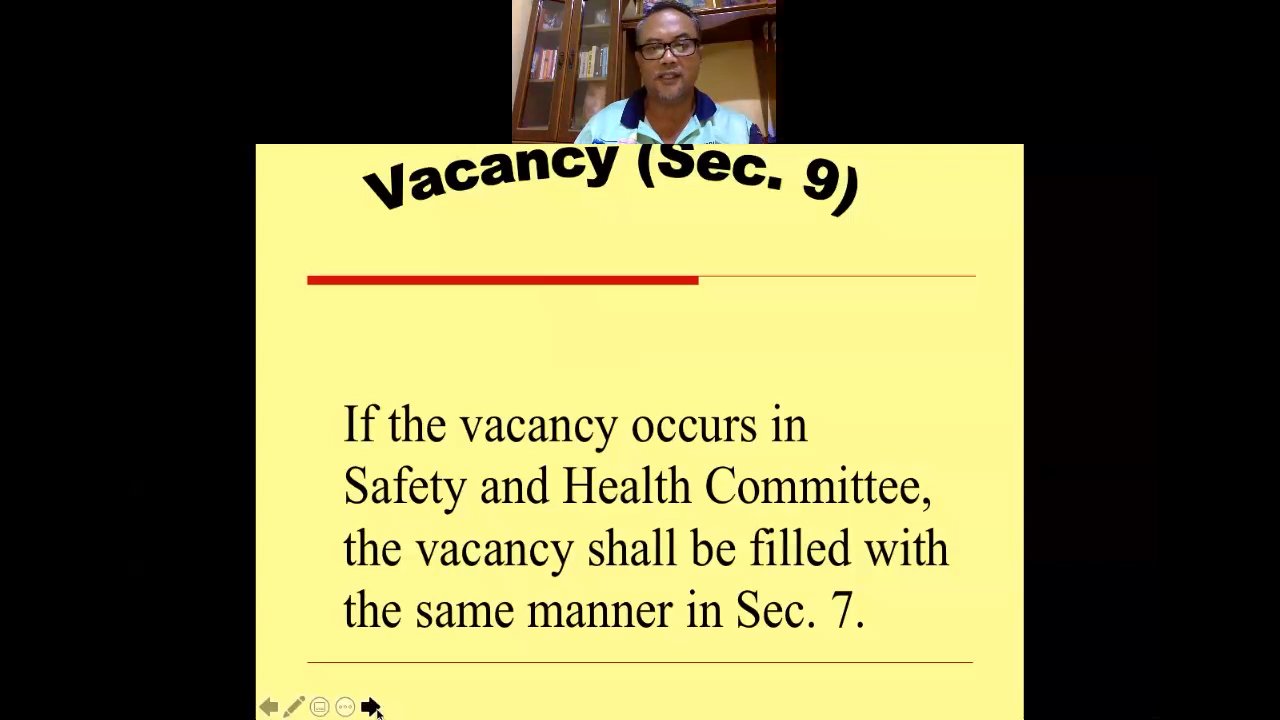 Vacancy (Sec. 9)
If the vacancy occurs in
Safety and Health Committee,
the vacancy shall be filled with
the same manner in Sec. 7.